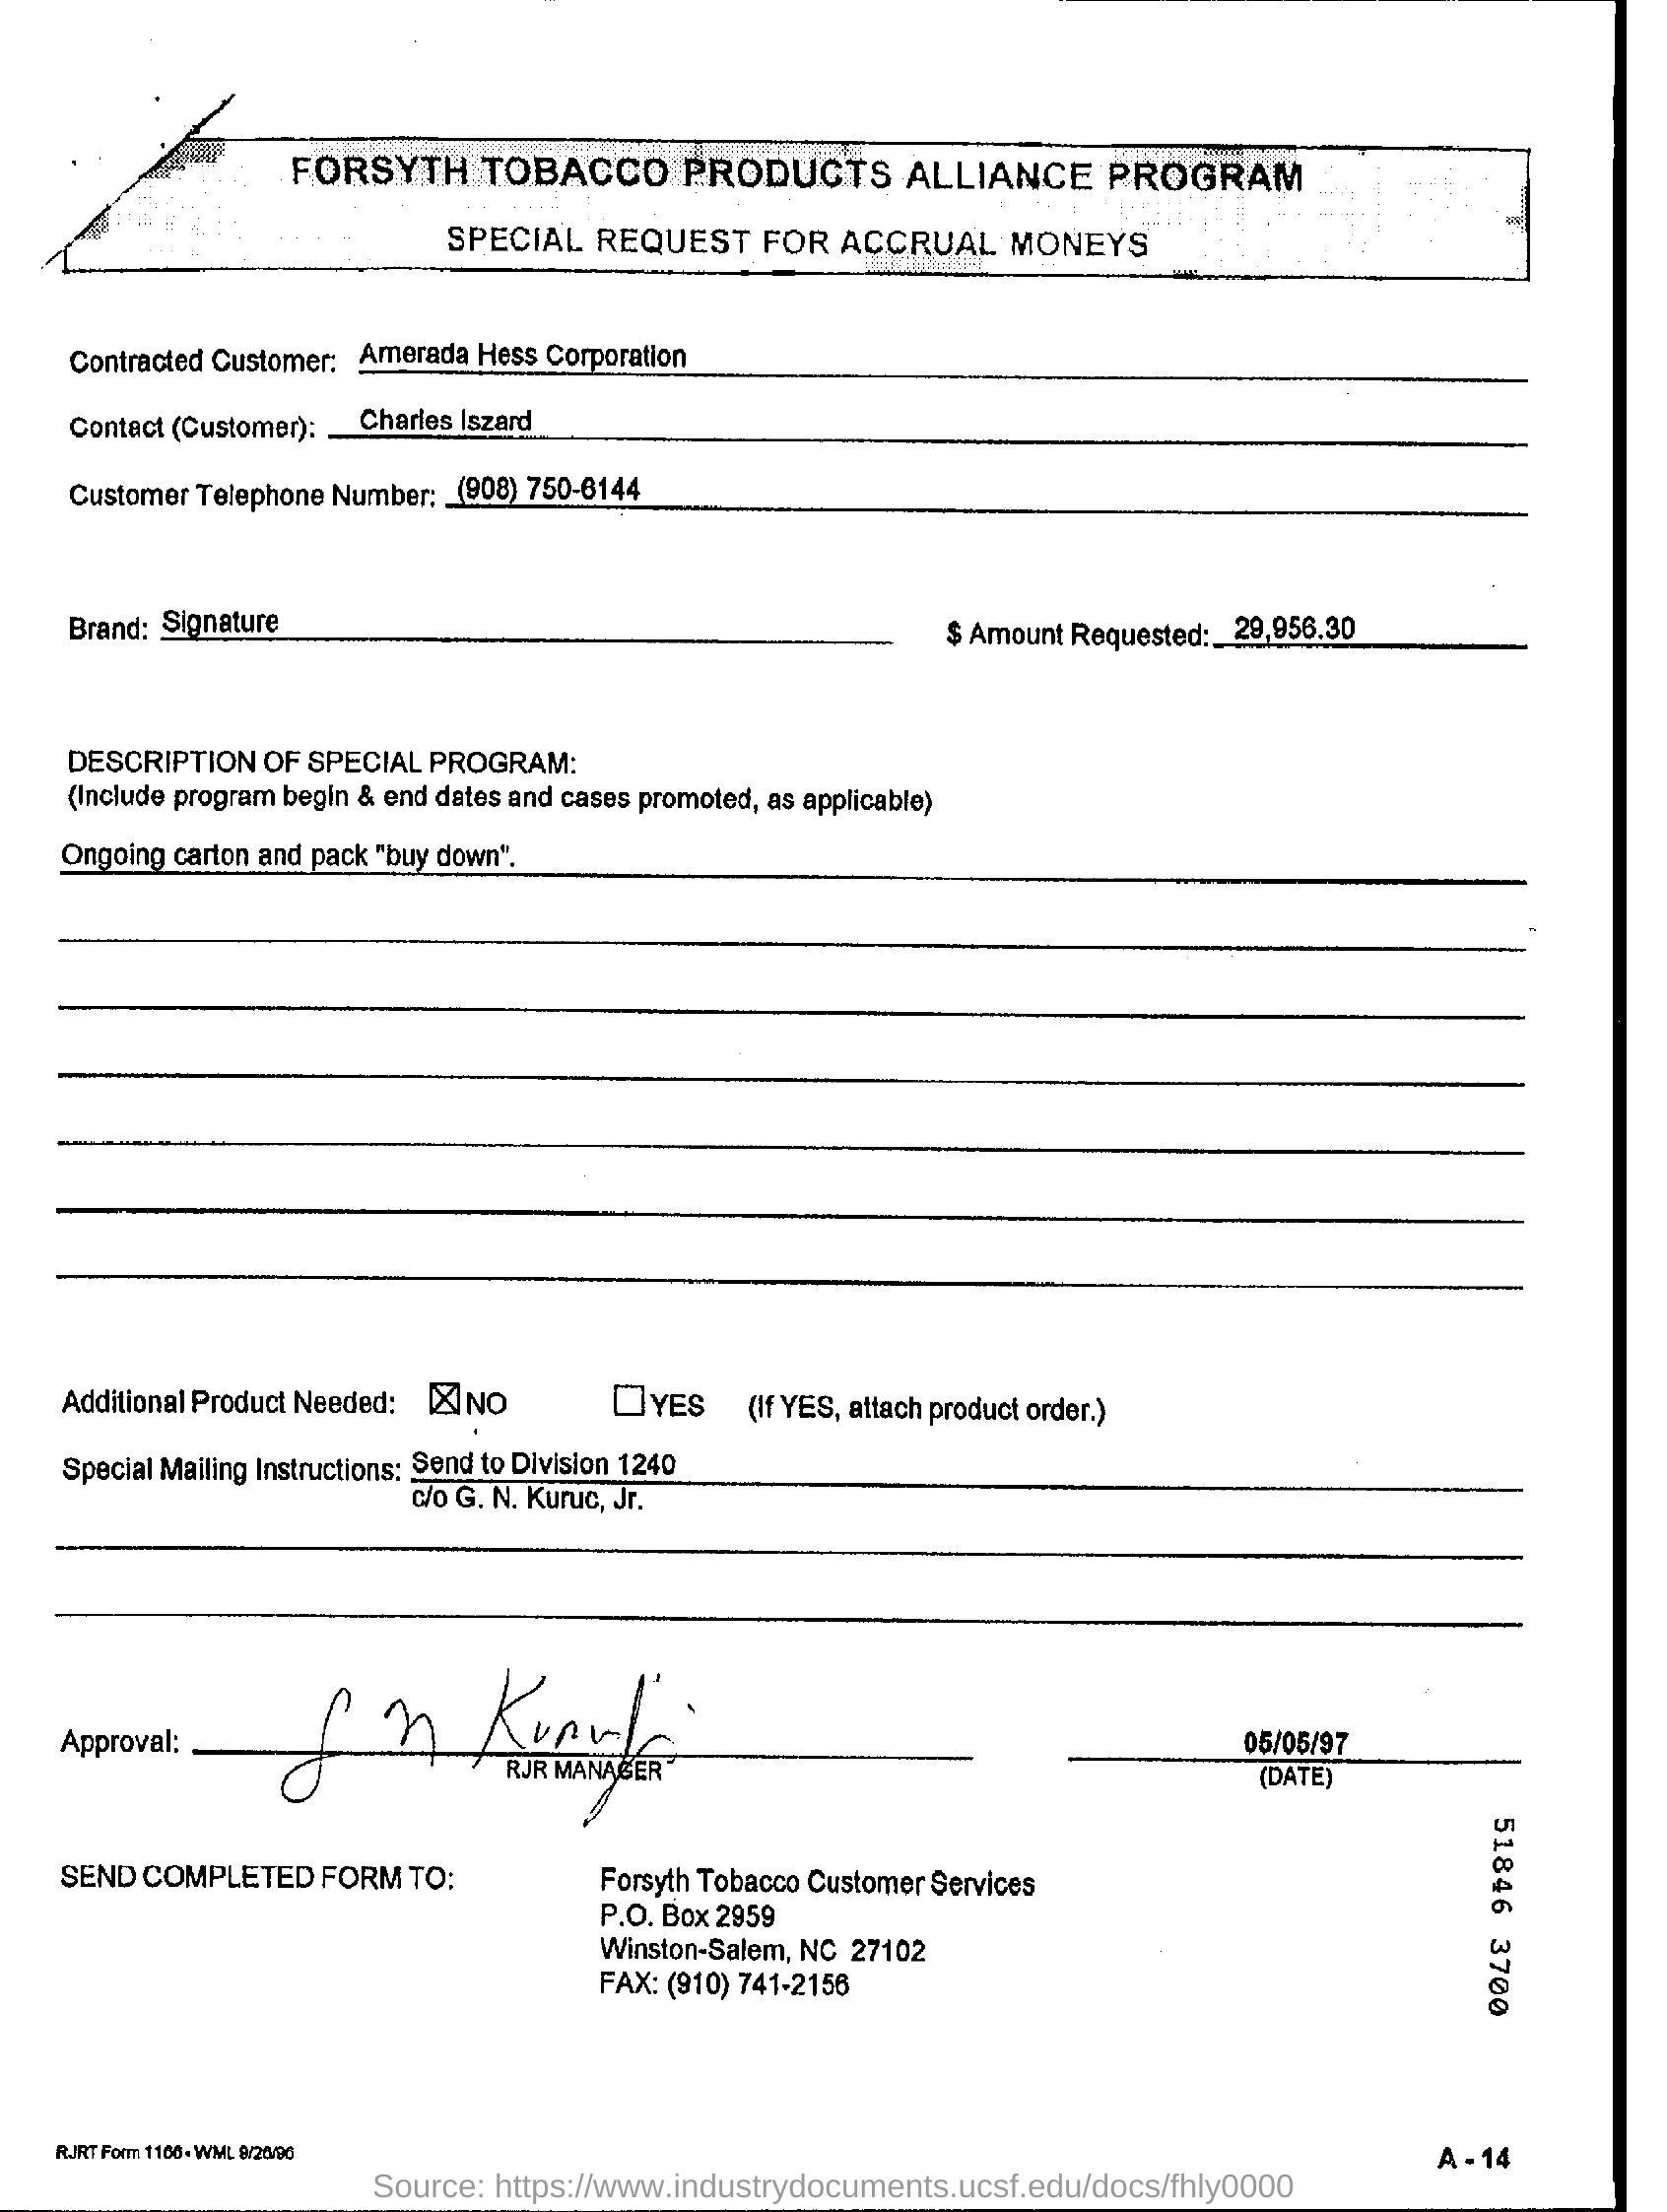 FORSYTH TOBACCO PRODUCTS ALLIANCE PROGRAM
SPECIAL REQUEST FOR ACCRUAL MONEYS
Contracted Customer: Amerada Hess Corporation
Contact (Customer): Charles Iszard
Customer Telephone Number: (908) 750-6144
Brand: Signature $ Amount Requested: 29,956.30
DESCRIPTION OF SPECIAL PROGRAM:
(Include program begin & end dates and cases promoted, as applicable)
Ongoing carton and pack "buy down".
Additional Product Needed: ☒ NO ☐ YES (If YES, attach product order.)
Special Mailing Instructions: Send to Division 1240
c/o G. N. Kuruc, Jr.
Approval: G N Kuruc Jr. 05/05/97
RJR MANAGER (DATE)
SEND COMPLETED FORM TO: Forsyth Tobacco Customer Services
P.O. Box 2959
Winston-Salem, NC 27102
FAX: (910) 741-2156
51846 3700
RJRT Form 1166 - WML 9/26/96
A - 14
Source: https://www.industrydocuments.ucsf.edu/docs/fhly0000